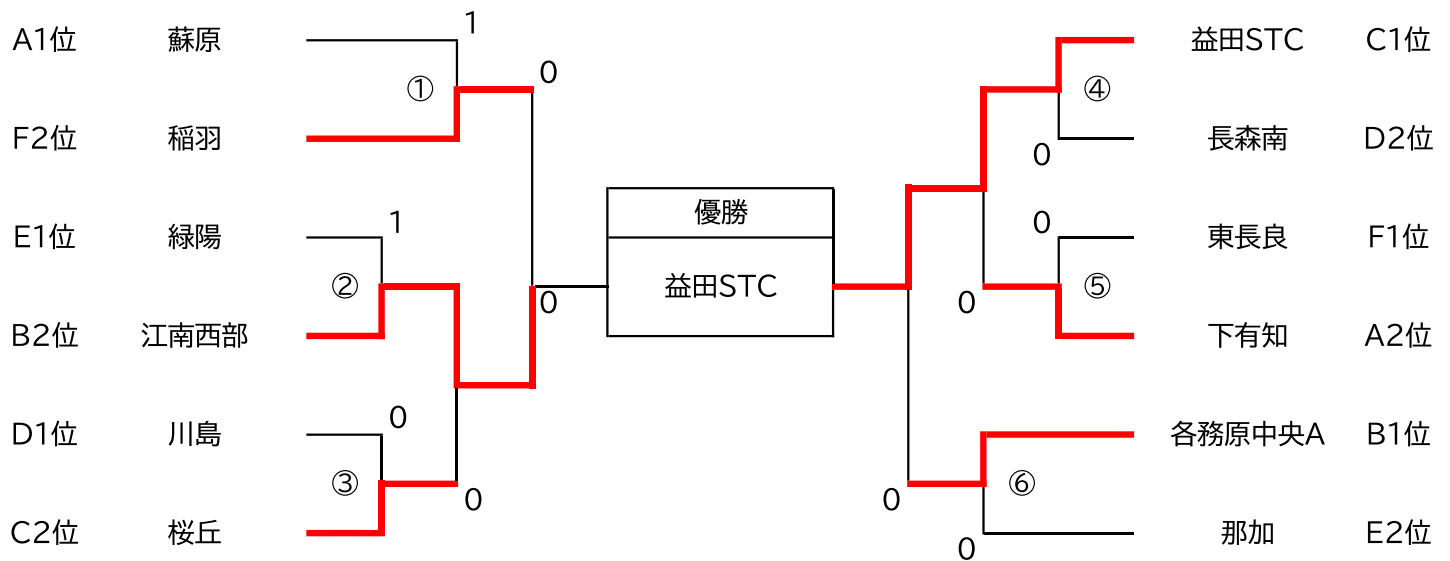 A1位 蘇原 1 益田STC C1位
① 0 ④
F2位 稲羽 0 長森南 D2位
優勝
E1位 緑陽 1 0 東長良 F1位
② 0 益田STC 0 ⑤
B2位 江南西部 下有知 A2位
D1位 川島 0 各務原中央A B1位
③ 0 0 ⑥
C2位 桜丘 0 那加 E2位